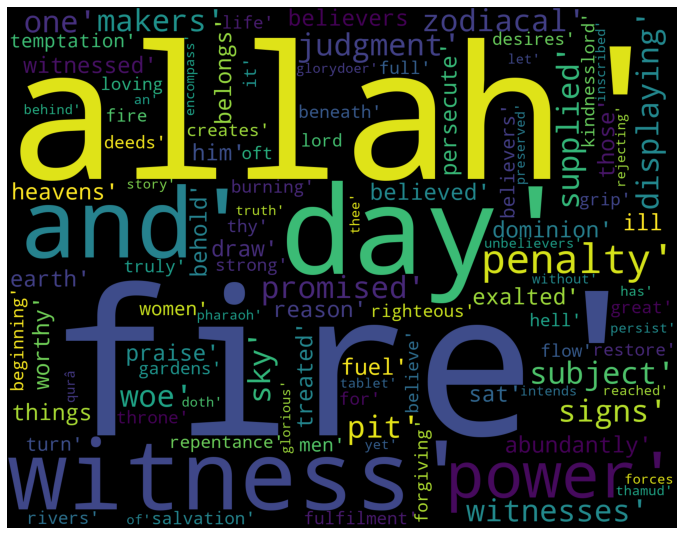 one'
makers'
life'
believers
zodiacal'
temptation'
judgment'
desires'
witnessed'
loving
it'
glorydoer'
full'
let'
behind'
an'
fire
encompass'
belongs'
beneath'
persecute'
supplied'
kindnesslord'
those'
inscribed'
rejecting'
displaying'
allah'
deeds'
creates'
him'
oft
lord
heavens'
story'
burning'
believed'
believers
preserved'
grip'
and'
behold'
truth'
thy'
thee'
day'
dominion'
ill
unbelievers
truly'
draw'
strong'
penalty'
without'
earth'
promised'
exalted'
has'
beginning'
worthy'
women'
pharaoh'
reason'
righteous'
hell'
great'
persist'
fire'
things
qurâ
praise'
gardens'
sky'
treated'
fuel'
tablet'
believe'
flow'
restore
woe'
doth'
for'
sat'
intends
reached'
subject'
throne'
pit'
signs'
turn'
repentance'
glorious'
men'
yet'
forgiving'
abundantly'
witness'
power'
forces
thamud'
rivers'
of'
salvation'
fulfilment'
witnesses'